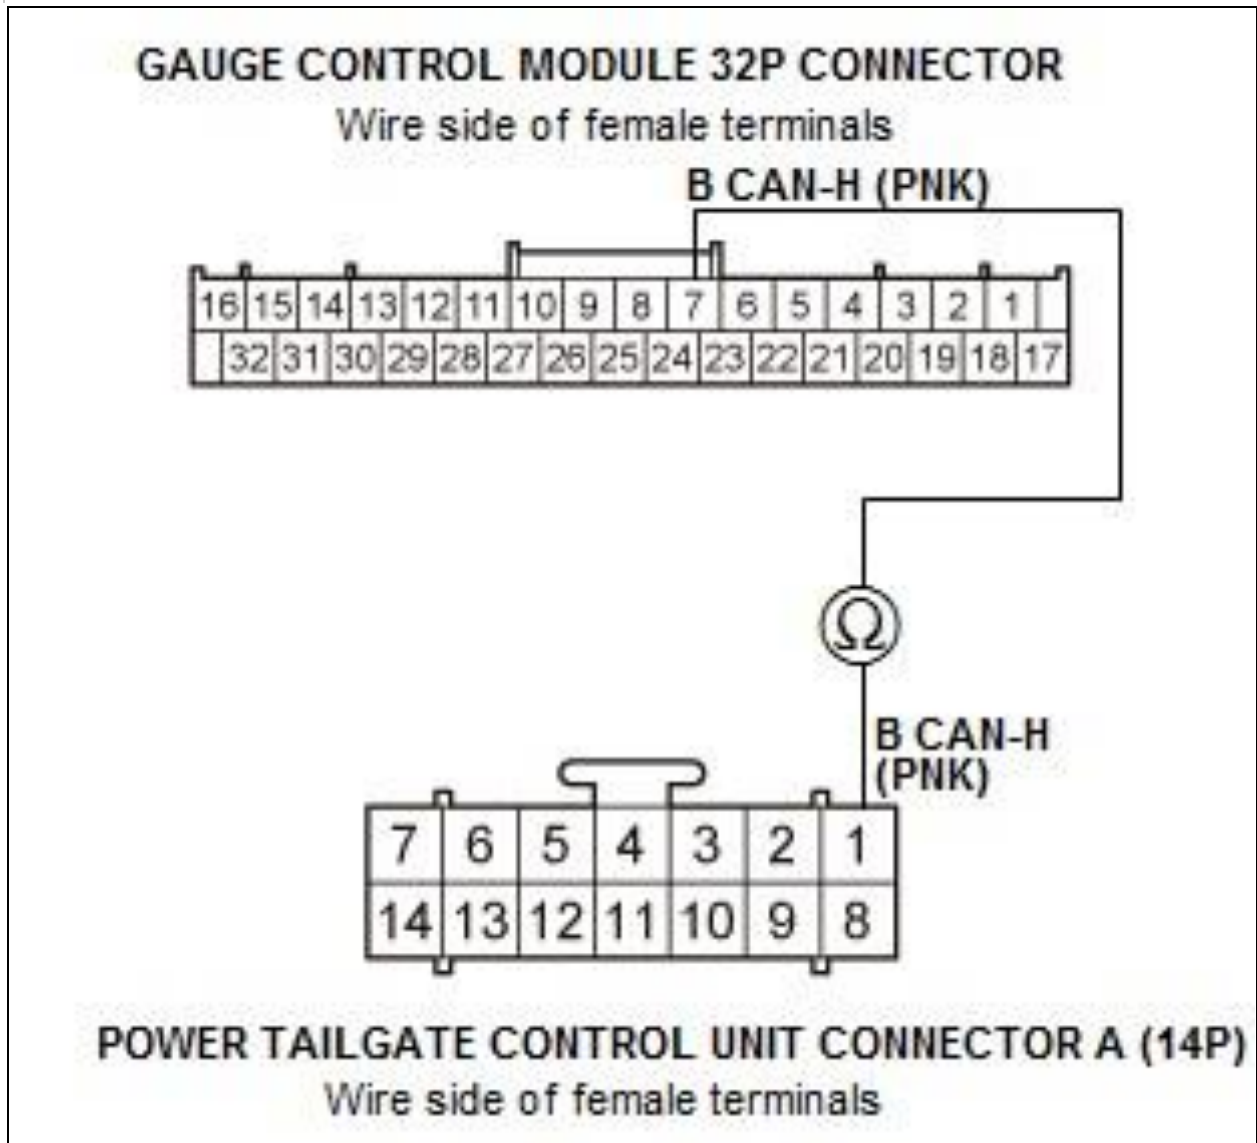 GAUGE CONTROL MODULE 32P CONNECTOR
Wire side of female terminals
B CAN-H (PNK)
16 15 14 13 12 11 10 9 8 7 6 5 4 3 2 1
32 31 30 29 28 27 26 25 24 23 22 21 20 19 18 17
Ω
B CAN-H
(PNK)
7 6 5 4 3 2 1
14 13 12 11 10 9 8
POWER TAILGATE CONTROL UNIT CONNECTOR A (14P)
Wire side of female terminals